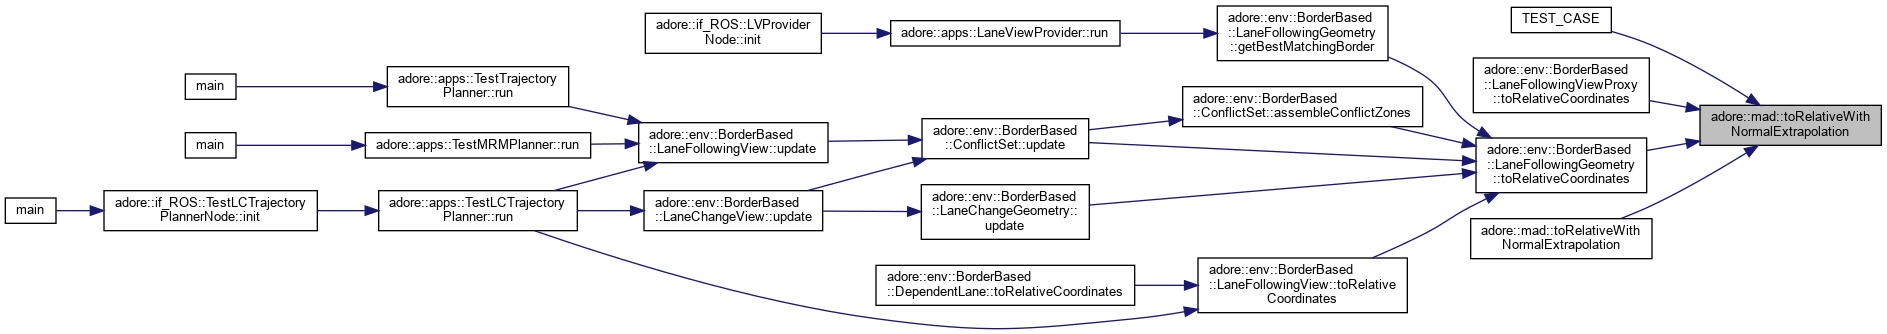 adore::if_ROS::LVProvider
Node::init
adore::apps::LaneViewProvider::run
adore::env::BorderBased
::LaneFollowingGeometry
::getBestMatchingBorder
TEST_CASE
main
adore::apps::TestTrajectory
Planner::run
adore::env::BorderBased
::ConflictSet::assembleConflictZones
adore::env::BorderBased
::LaneFollowingViewProxy
::toRelativeCoordinates
adore::mad::toRelativeWith
NormalExtrapolation
main
adore::apps::TestMRMPlanner::run
adore::env::BorderBased
::LaneFollowingView::update
adore::env::BorderBased
::ConflictSet::update
adore::env::BorderBased
::LaneFollowingGeometry
::toRelativeCoordinates
main
adore::if_ROS::TestLCTrajectory
PlannerNode::init
adore::apps::TestLCTrajectory
Planner::run
adore::env::BorderBased
::LaneChangeView::update
adore::env::BorderBased
::LaneChangeGeometry::
update
adore::mad::toRelativeWith
NormalExtrapolation
adore::env::BorderBased
::DependentLane::toRelativeCoordinates
adore::env::BorderBased
::LaneFollowingView::toRelative
Coordinates